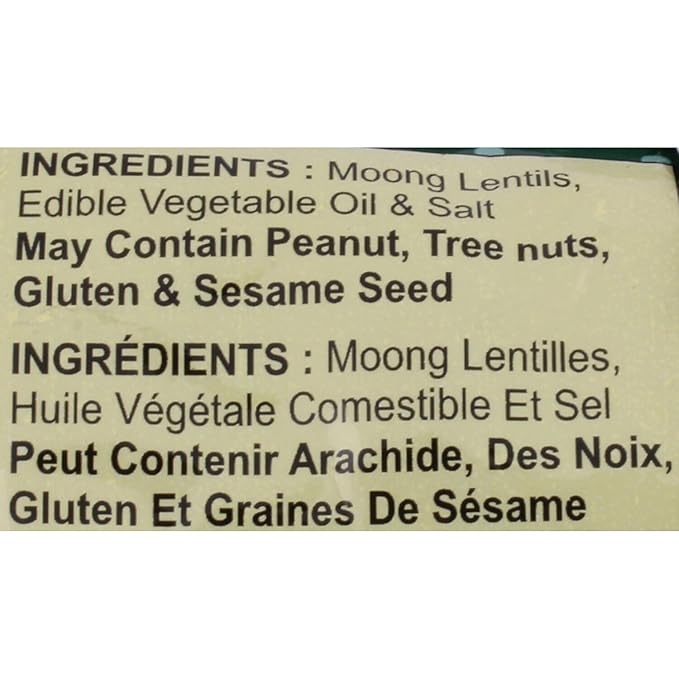 INGREDIENTS : Moong Lentils,
Edible Vegetable Oil & Salt
May Contain Peanut, Tree nuts,
Gluten & Sesame Seed
INGRÉDIENTS : Moong Lentilles,
Huile Végétale Comestible Et Sel
Peut Contenir Arachide, Des Noix,
Gluten Et Graines De Sésame